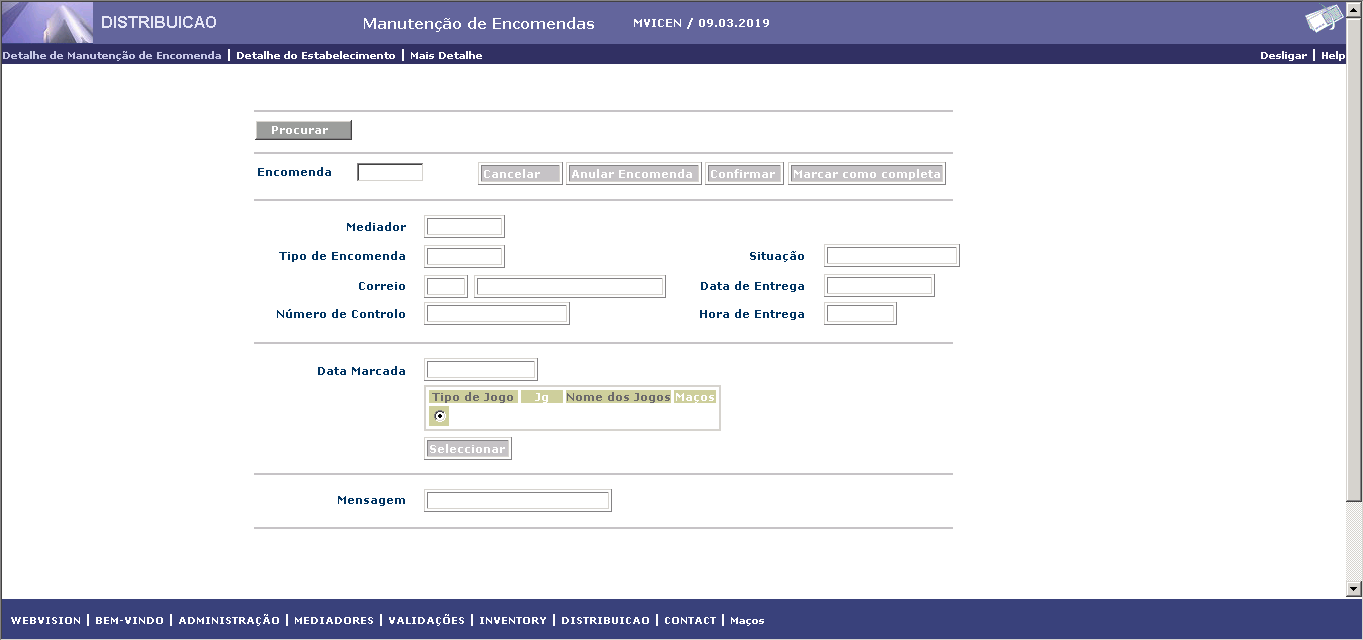 DISTRIBUICAO Manutenção de Encomendas MVICEN / 09.03.2019
Detalhe de Manutenção de Encomenda | Detalhe do Estabelecimento | Mais Detalhe Desligar | Help
Procurar
Encomenda Cancelar Anular Encomenda Confirmar Marcar como completa
Mediador
Tipo de Encomenda Situação
Correio Data de Entrega
Número de Controlo Hora de Entrega
Data Marcada
Tipo de Jogo Jg Nome dos Jogos Maços
Seleccionar
Mensagem
WEBVISION | BEM-VINDO | ADMINISTRAÇÃO | MEDIADORES | VALIDAÇÕES | INVENTORY | DISTRIBUICAO | CONTACT | Maços